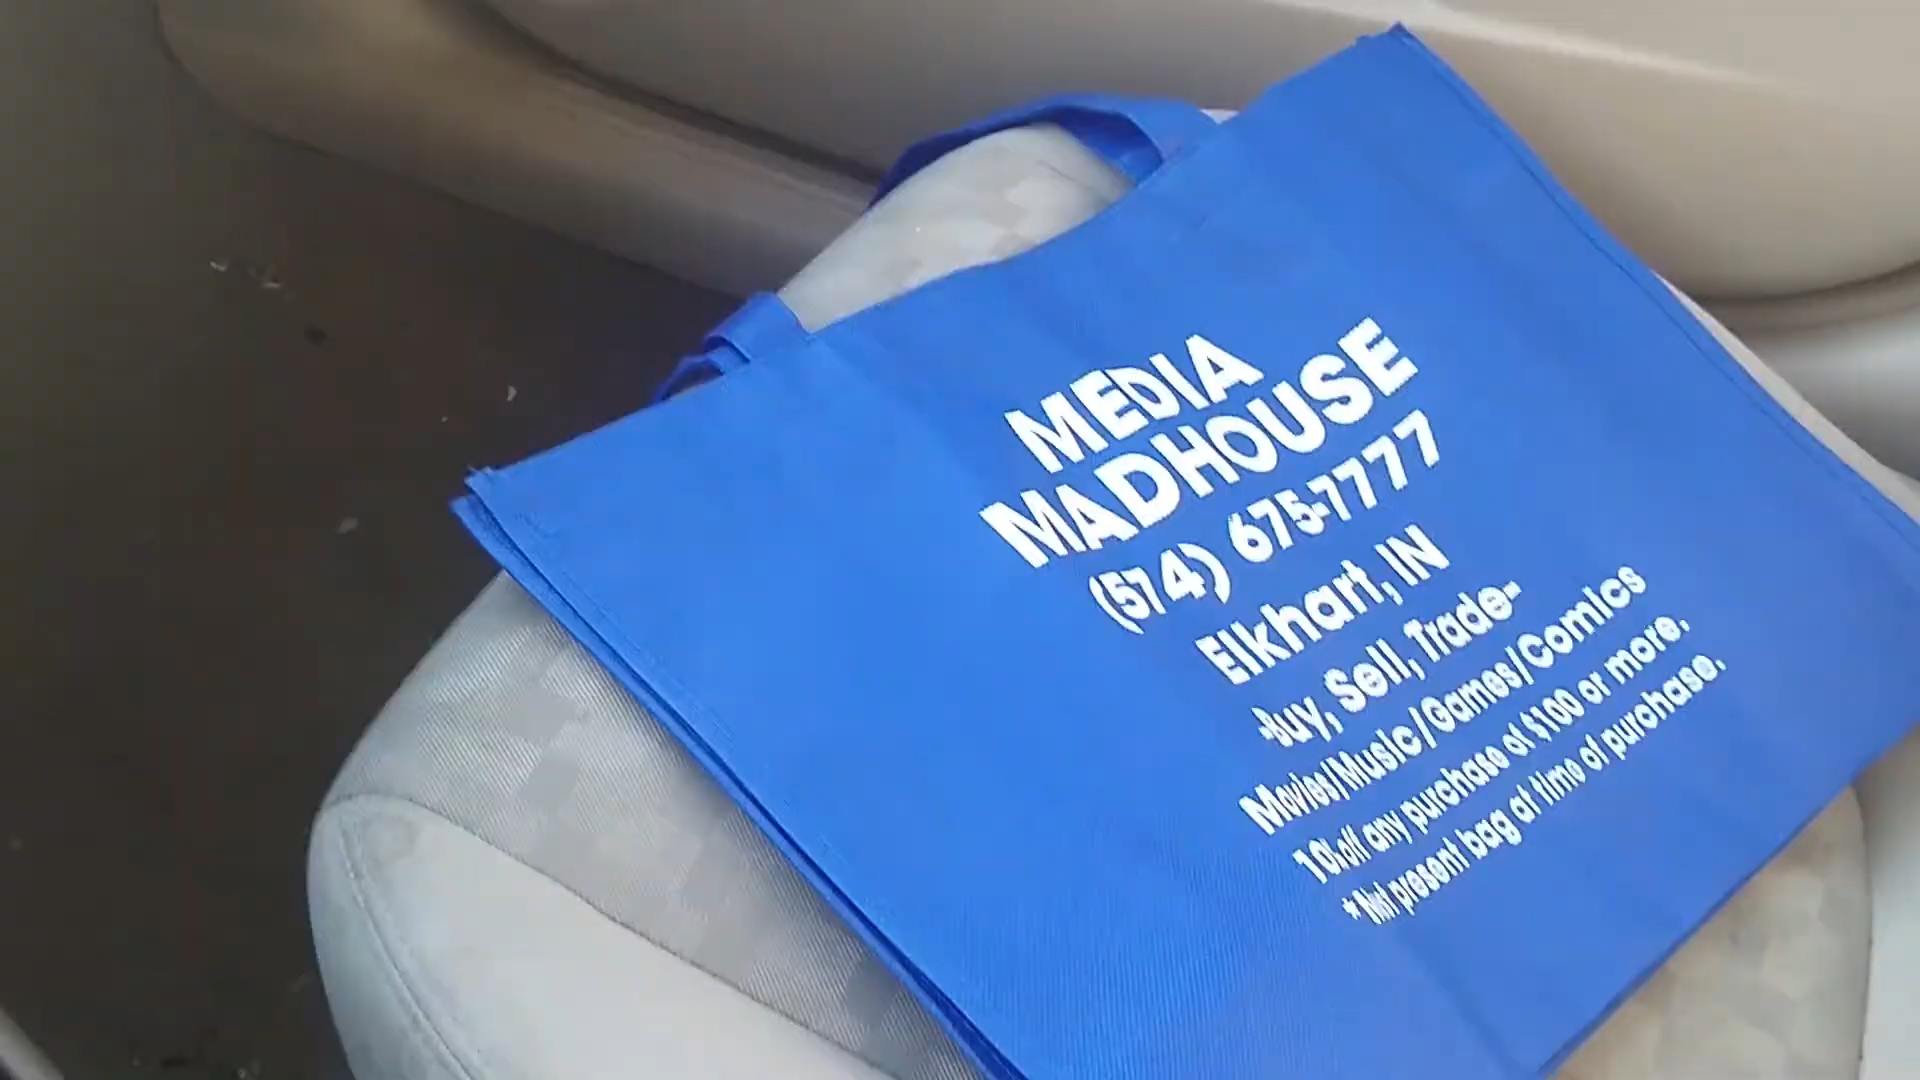 MEDIA
MADHOUSE
(574) 675-7777
Elkhart, IN
-Buy, Sell, Trade-
Movies/Music/Games/Comics
10% off any purchase of $100 or more.
present bag at time of purchase.